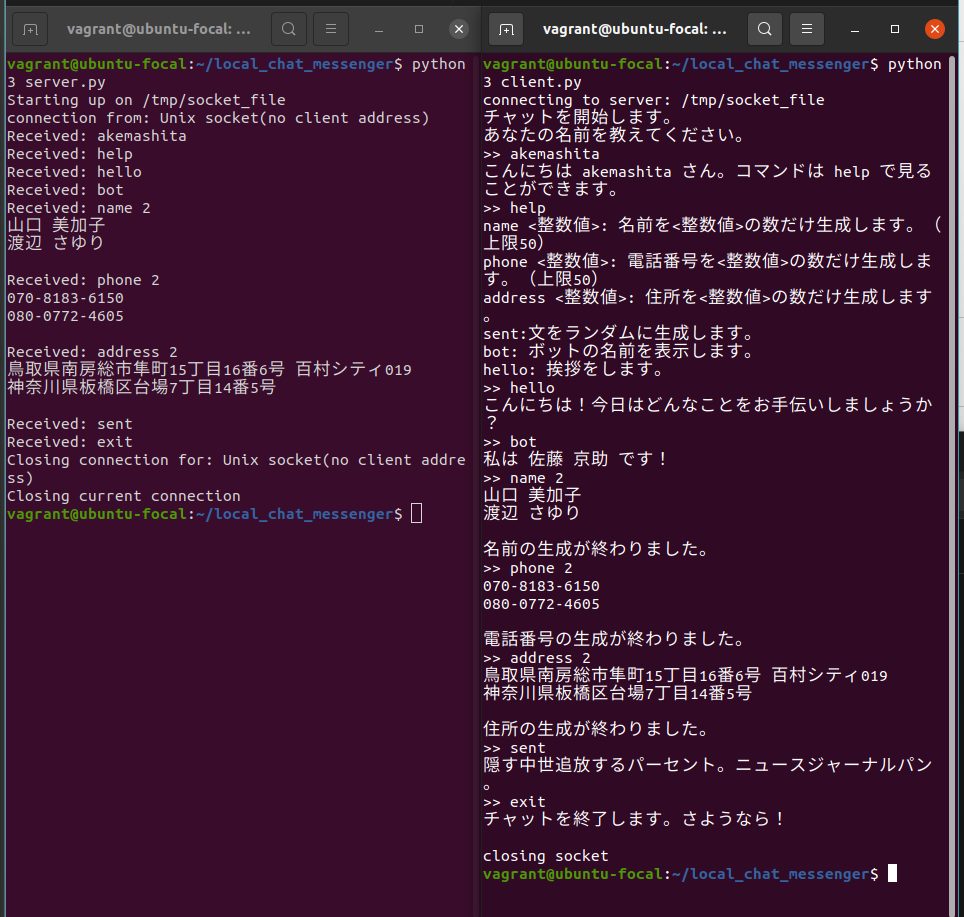 vagrant@ubuntu-focal: ~/...
vagrant@ubuntu-focal:~/local_chat_messenger$ python
3 server.py
Starting up on /tmp/socket_file
connection from: Unix socket(no client address)
Received: akemashita
Received: help
Received: hello
Received: bot
Received: name 2
山口 美加子
渡辺 さゆり
Received: phone 2
070-8183-6150
080-0772-4605
Received: address 2
鳥取県南房総市隼町15丁目16番6号 百村シティ019
神奈川県板橋区台場7丁目14番5号
Received: sent
Received: exit
Closing connection for: Unix socket(no client addre
ss)
Closing current connection
vagrant@ubuntu-focal:~/local_chat_messenger$
vagrant@ubuntu-focal: ...
vagrant@ubuntu-focal:~/local_chat_messenger$ python
3 client.py
connecting to server: /tmp/socket_file
チャットを開始します。
あなたの名前を教えてください。
>> akemashita
こんにちは akemashita さん。コマンドは help で見る
ことができます。
>> help
name <整数値>: 名前を<整数値>の数だけ生成します。（
上限50）
phone <整数値>: 電話番号を<整数値>の数だけ生成しま
す。（上限50）
address <整数値>: 住所を<整数値>の数だけ生成します
。
sent:文をランダムに生成します。
bot: ボットの名前を表示します。
hello: 挨拶をします。
>> hello
こんにちは！今日はどんなことをお手伝いしましょうか
？
>> bot
私は 佐藤 京助 です！
>> name 2
山口 美加子
渡辺 さゆり
名前の生成が終わりました。
>> phone 2
070-8183-6150
080-0772-4605
電話番号の生成が終わりました。
>> address 2
鳥取県南房総市隼町15丁目16番6号 百村シティ019
神奈川県板橋区台場7丁目14番5号
住所の生成が終わりました。
>> sent
隠す中世追放するパーセント。ニュースジャーナルパン
。
>> exit
チャットを終了します。さようなら！
closing socket
vagrant@ubuntu-focal:~/local_chat_messenger$